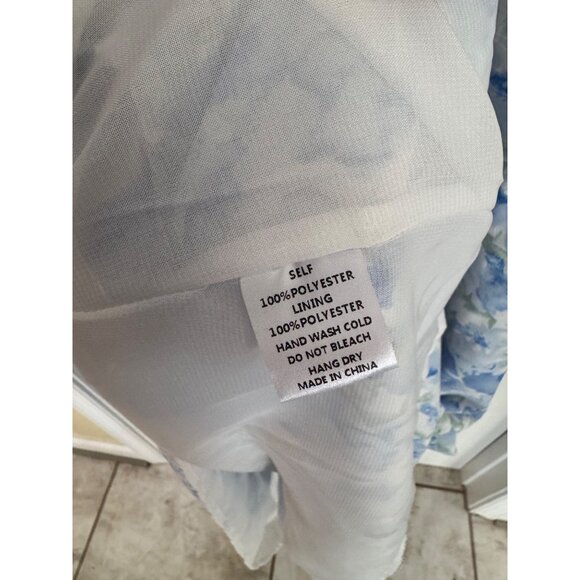 SELF
100%POLYESTER
LINING
100%POLYESTER
HAND WASH COLD
DO NOT BLEACH
HANG DRY
MADE IN CHINA